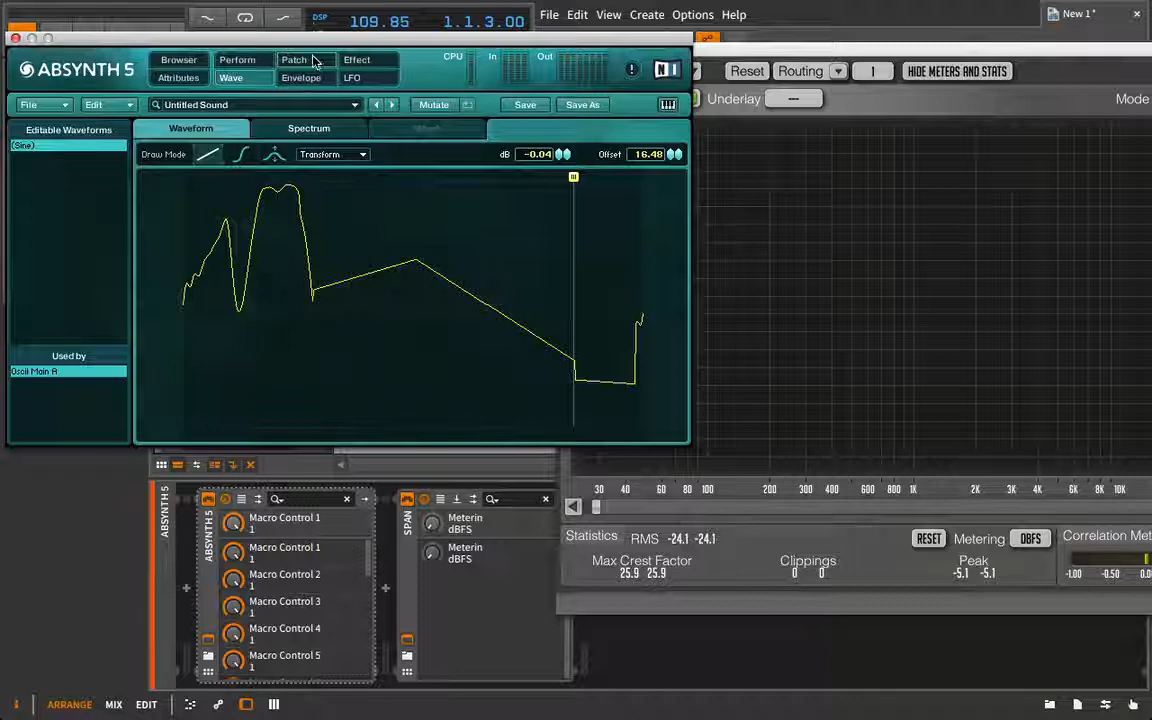 DSP 109.85 1.1.3.00
File Edit View Create Options Help
New 1*
ABSYNTH 5
Browser Perform Patch Effect
Attributes Wave Envelope LFO
CPU In Out
Reset Routing 1 HIDE METERS AND STATS
Underlay --- Mode
File Edit Untitled Sound Mutate Save Save As
Editable Waveforms
(Sine)
Waveform Spectrum
Draw Mode Transform dB -0.04 Offset 16.48
Used by
Oscil Main A
30 40 60 80 100 200 300 400 600 800 1K 2K 3K 4K 6K 8K 10K
Statistics RMS -24.1 -24.1 RESET Metering DBFS Correlation Met
Max Crest Factor Clippings Peak
25.9 25.9 0 0 -5.1 -5.1 -1.00 -0.50 0.0
ABSYNTH 5
ABSYNTH 5
Macro Control 1
1
Macro Control 1
1
Macro Control 2
1
Macro Control 3
1
Macro Control 4
1
Macro Control 5
1
SPAN
Meterin
dBFS
Meterin
dBFS
ARRANGE MIX EDIT